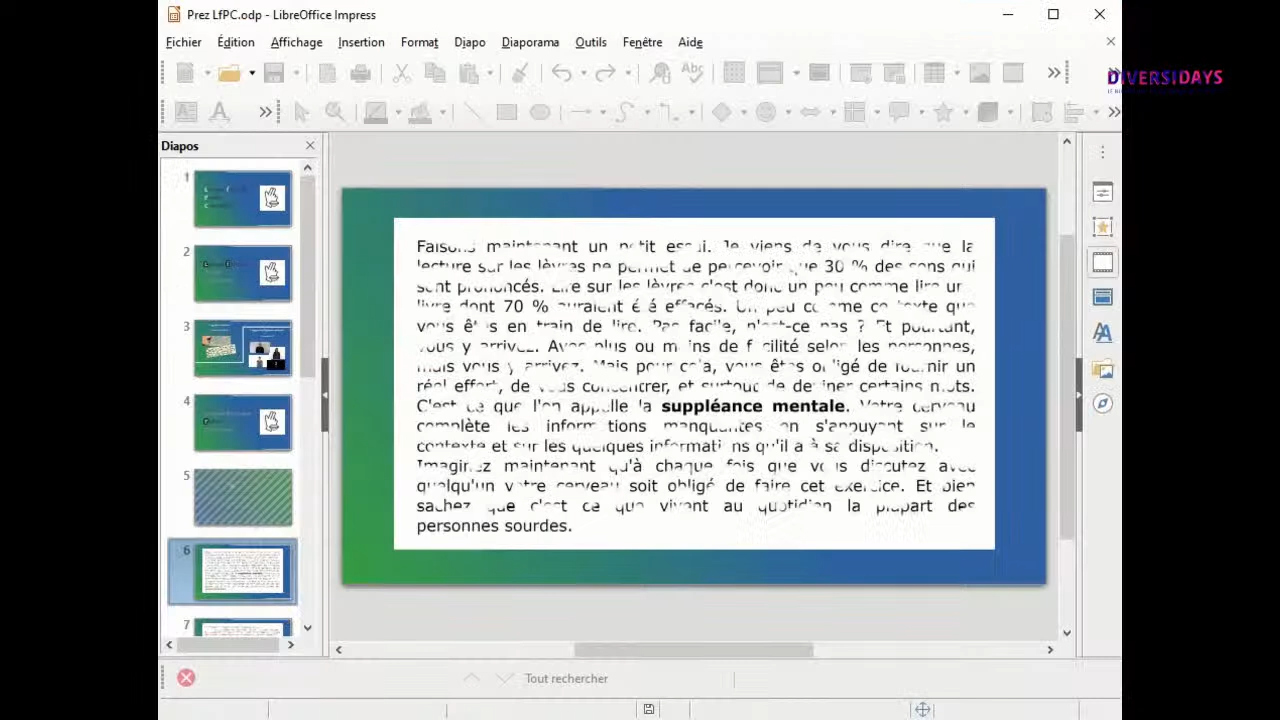 Prez LfPC.odp - LibreOffice Impress
Fichier Édition Affichage Insertion Format Diapo Diaporama Outils Fenêtre Aide
DIVERSIDAYS
Diapos
1
2
3
4
5
6
7
Faisons maintenant un petit essai. Je viens de vous dire que la
lecture sur les lèvres ne permet de percevoir que 30 % des sons qui
sont prononcés. Lire sur les lèvres c'est donc un peu comme lire un
livre dont 70 % auraient été effacés. Un peu comme ce texte que
vous êtes en train de lire. Pas facile, n'est-ce pas ? Et pourtant,
vous y arrivez. Avec plus ou moins de facilité selon les personnes,
mais vous y arrivez. Mais pour cela, vous êtes obligé de fournir un
réel effort, de vous concentrer, et surtout de deviner certains mots.
C'est ce que l'on appelle la suppléance mentale. Votre cerveau
complète les informations manquantes en s'appuyant sur le
contexte et sur les quelques informations qu'il a à sa disposition.
Imaginez maintenant qu'à chaque fois que vous discutez avec
quelqu'un votre cerveau soit obligé de faire cet exercice. Et bien
sachez que c'est ce que vivent au quotidien la plupart des
personnes sourdes.
Tout rechercher